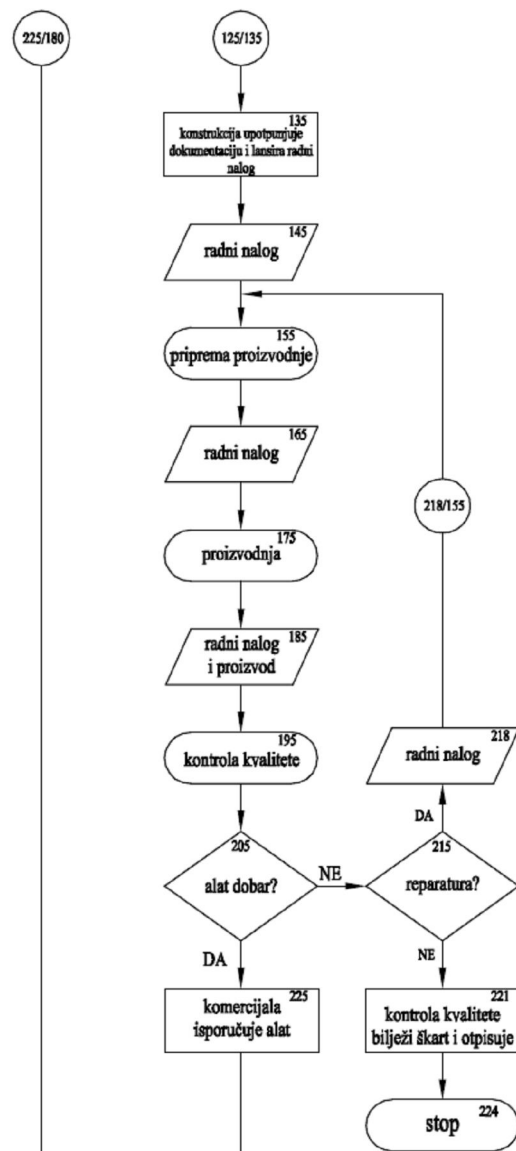 225/180
125/135
135
konstrukcija upotpunjuje
dokumentaciju i lansira radni
nalog
145
radni nalog
155
priprema proizvodnje
165
radni nalog
218/155
175
proizvodnja
185
radni nalog
i proizvod
195
kontrola kvalitete
218
radni nalog
DA
205
alat dobar?
NE
215
reparatura?
DA
NE
225
komercijala
isporučuje alat
221
kontrola kvalitete
bilježi škart i otpisuje
224
stop